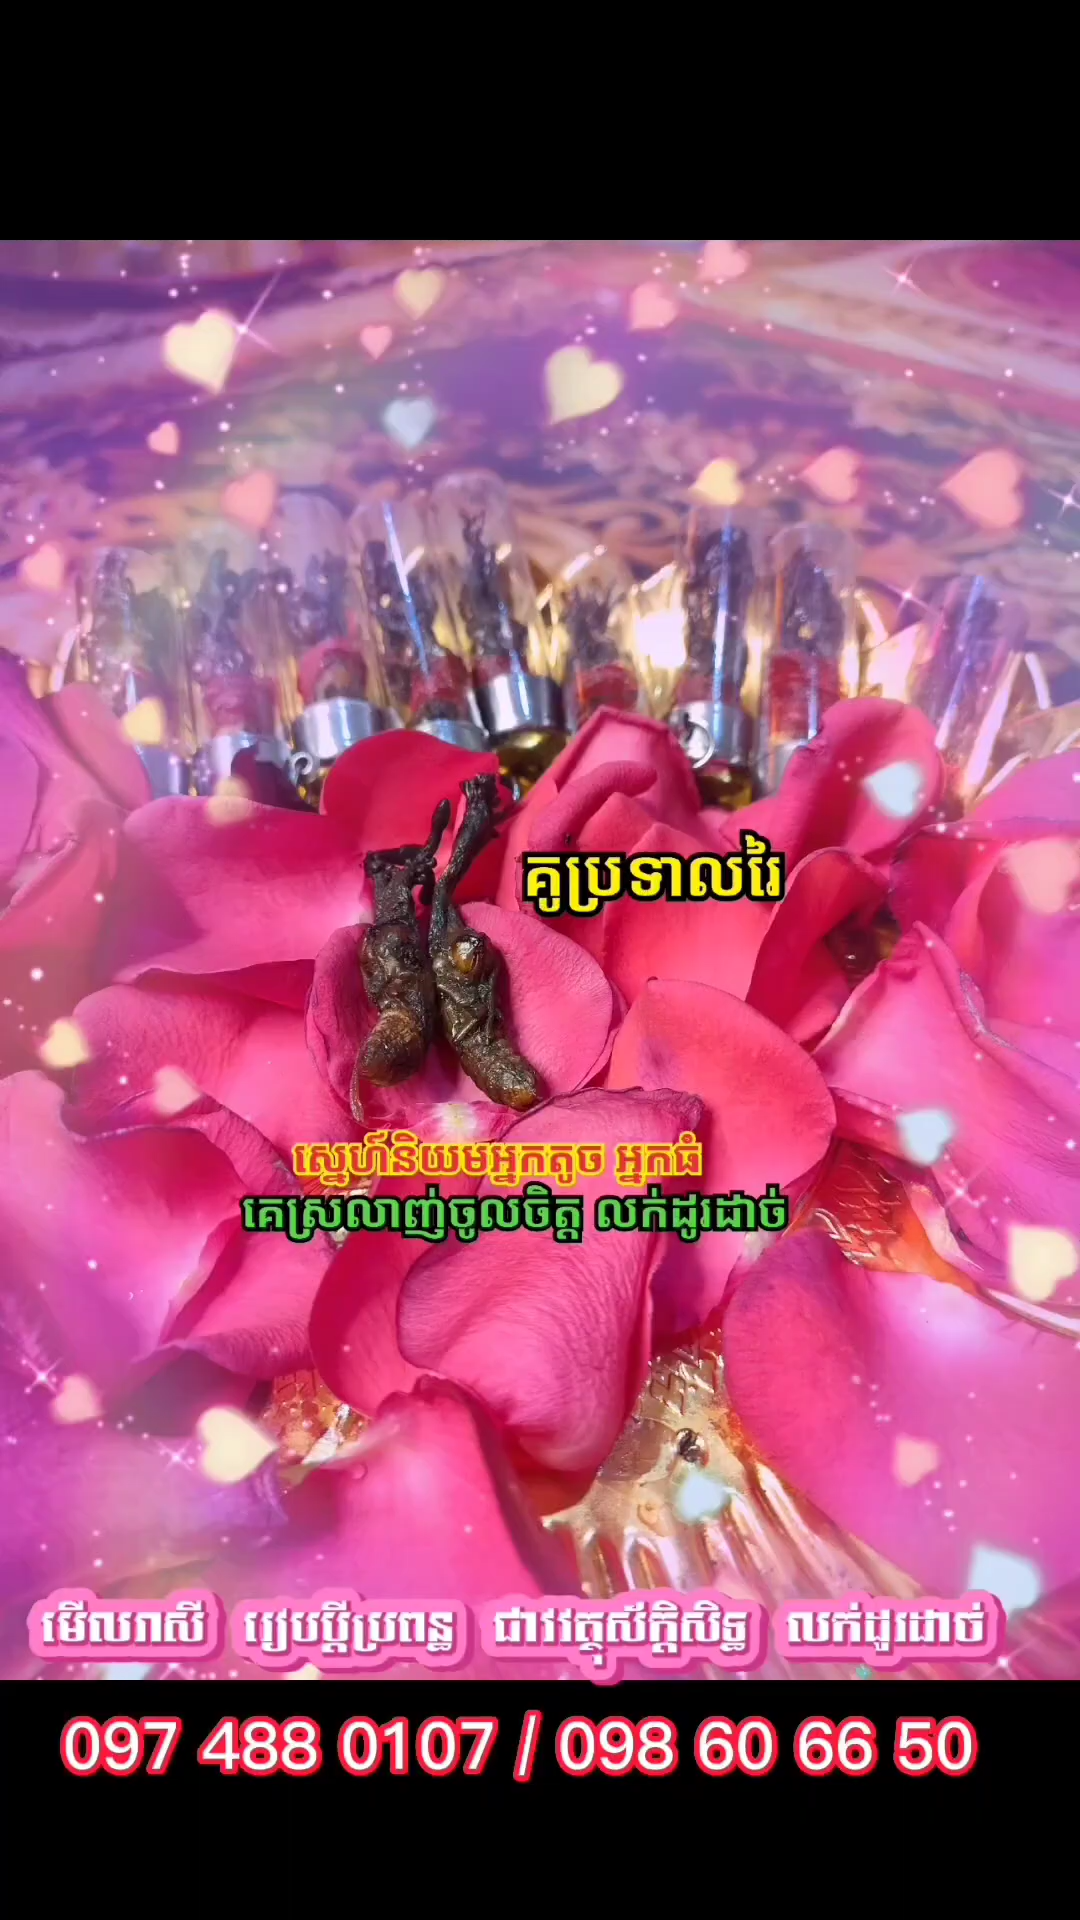 គូប្រទាលរៃ
ស្នេហ៍និយមអ្នកតូច អ្នកធំ
គេស្រលាញ់ចូលចិត្ត លក់ដូរដាច់
មើលរាសី រៀបប្ដីប្រពន្ធ ជាវវត្ថុស័ក្តិសិទ្ធ លក់ដូរដាច់
097 488 0107 / 098 60 66 50